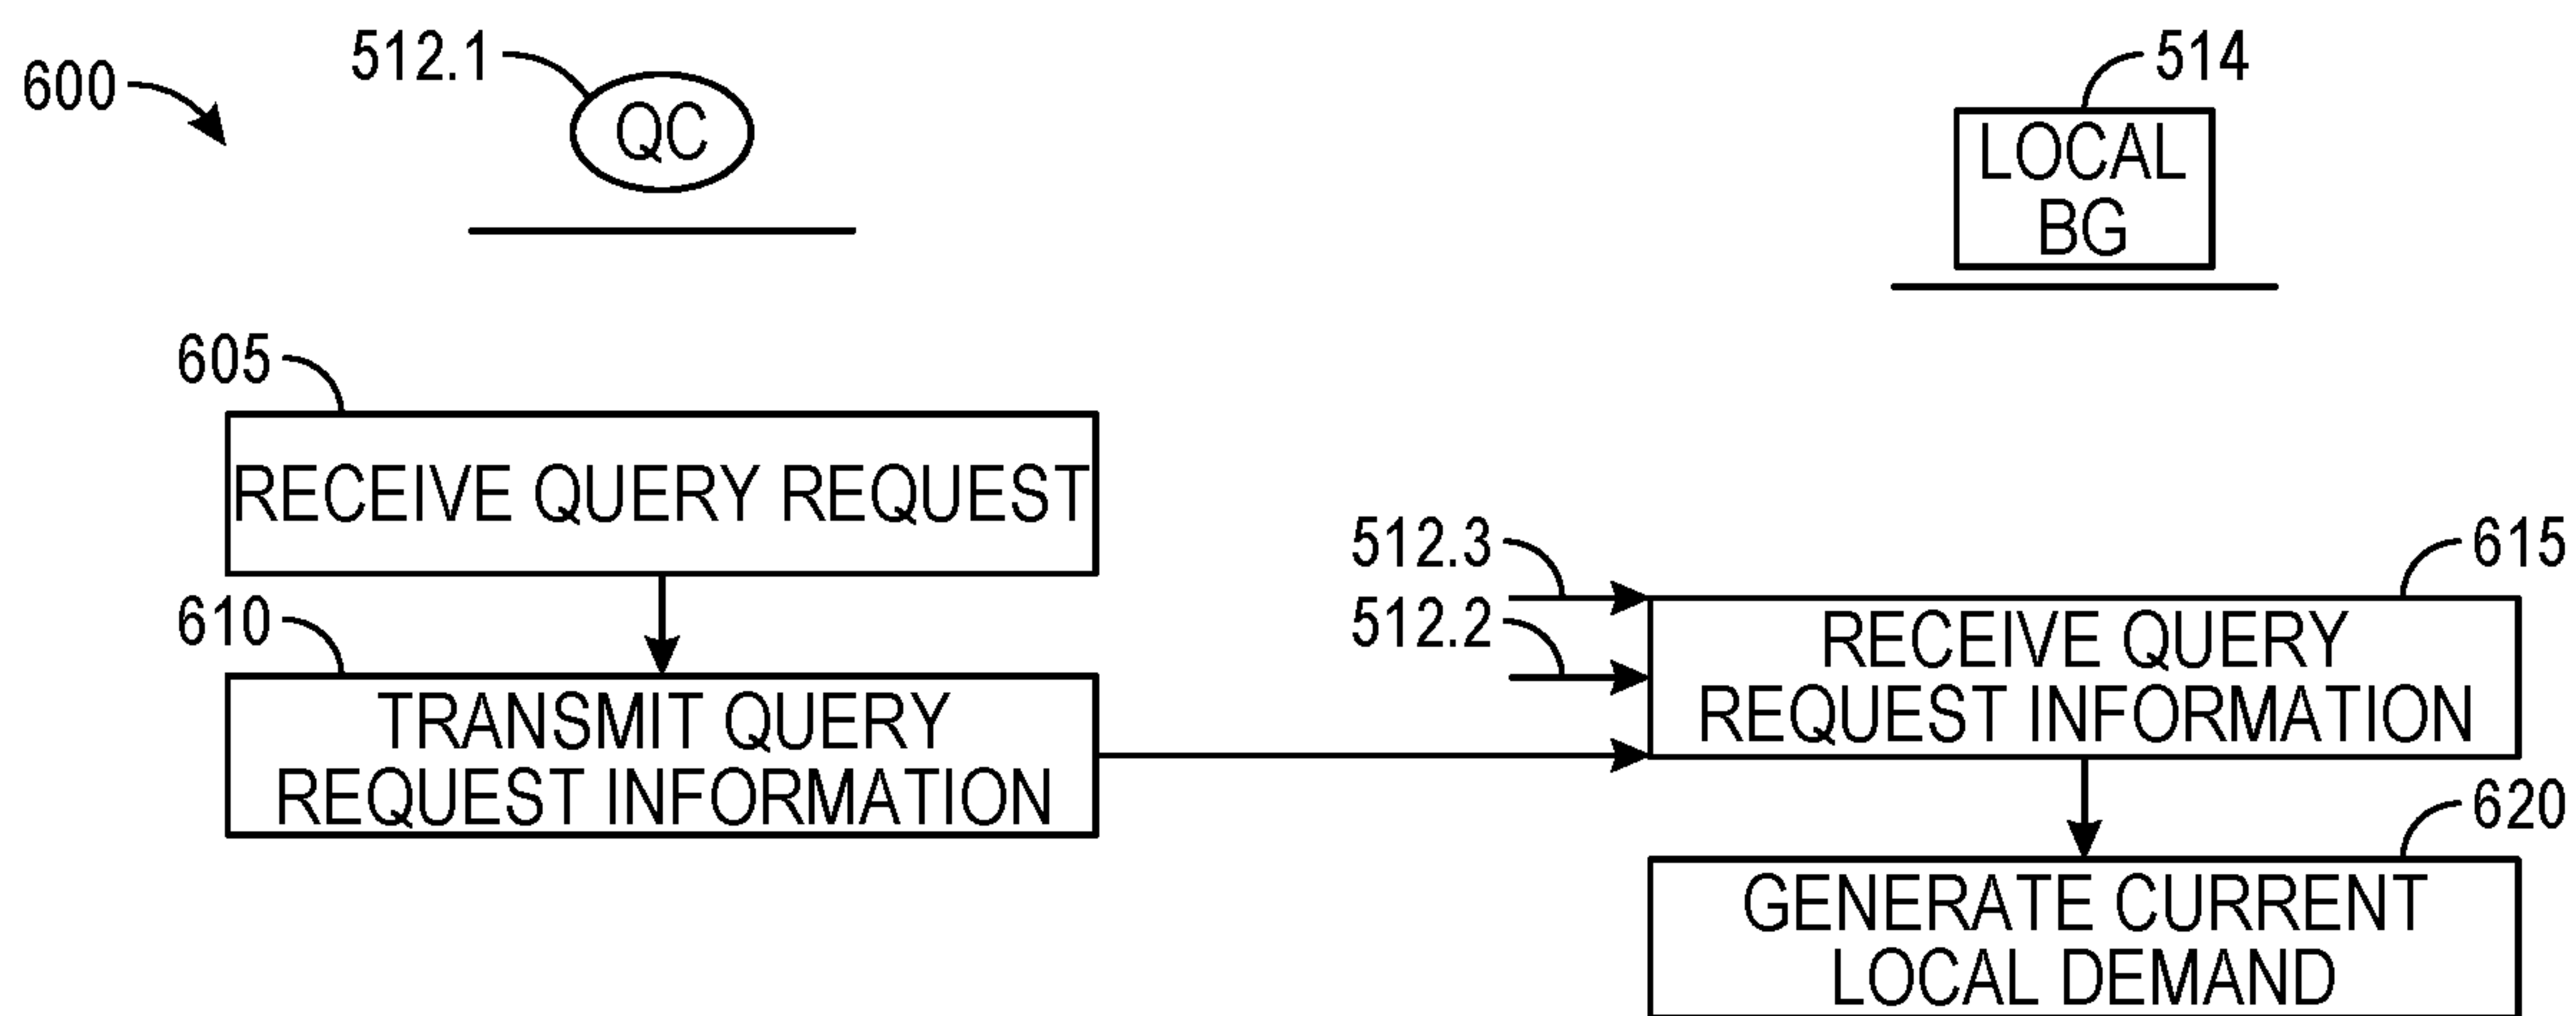 600
512.1
QC
514
LOCAL
BG
605
RECEIVE QUERY REQUEST
610
TRANSMIT QUERY
REQUEST INFORMATION
512.3
512.2
615
RECEIVE QUERY
REQUEST INFORMATION
620
GENERATE CURRENT
LOCAL DEMAND